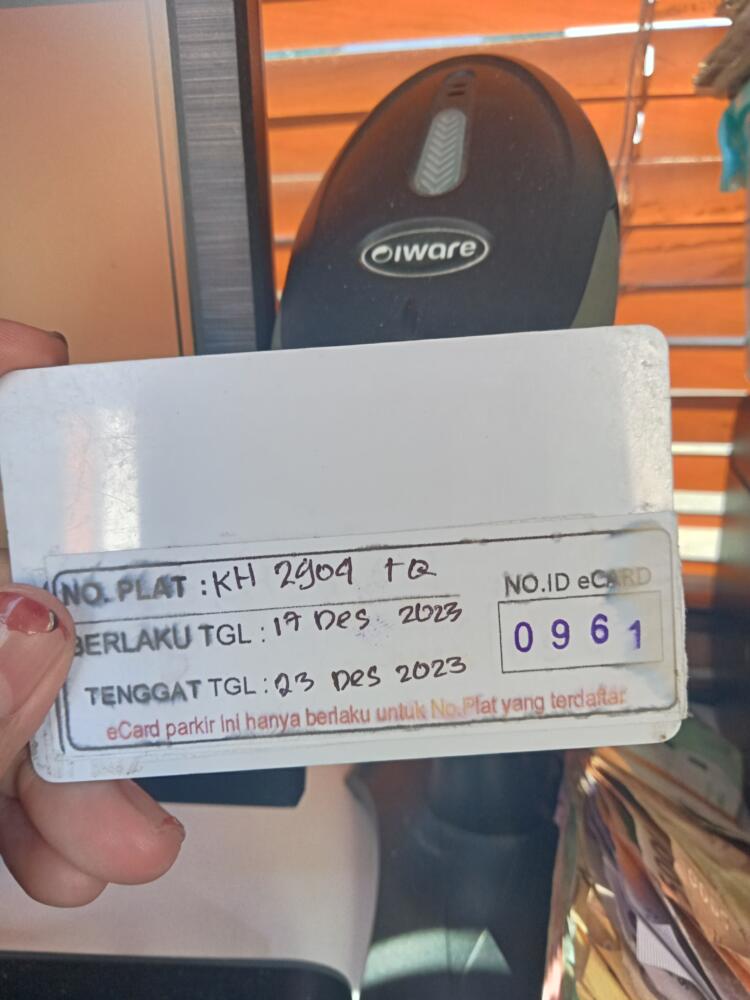 iware
NO. PLAT : KH 2904 TQ
NO.ID eCARD
BERLAKU TGL : 17 Des 2023
0961
TENGGAT TGL : 23 Des 2023
eCard parkir ini hanya berlaku untuk No.Plat yang terdaftar